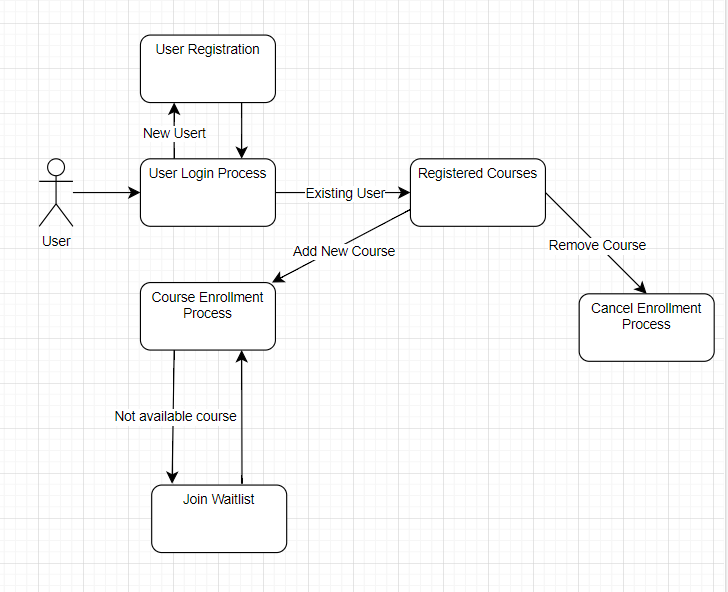 User Registration
New Usert
User Login Process
Existing User
Registered Courses
User
Add New Course
Remove Course
Course Enrollment
Process
Cancel Enrollment
Process
Not available course
Join Waitlist